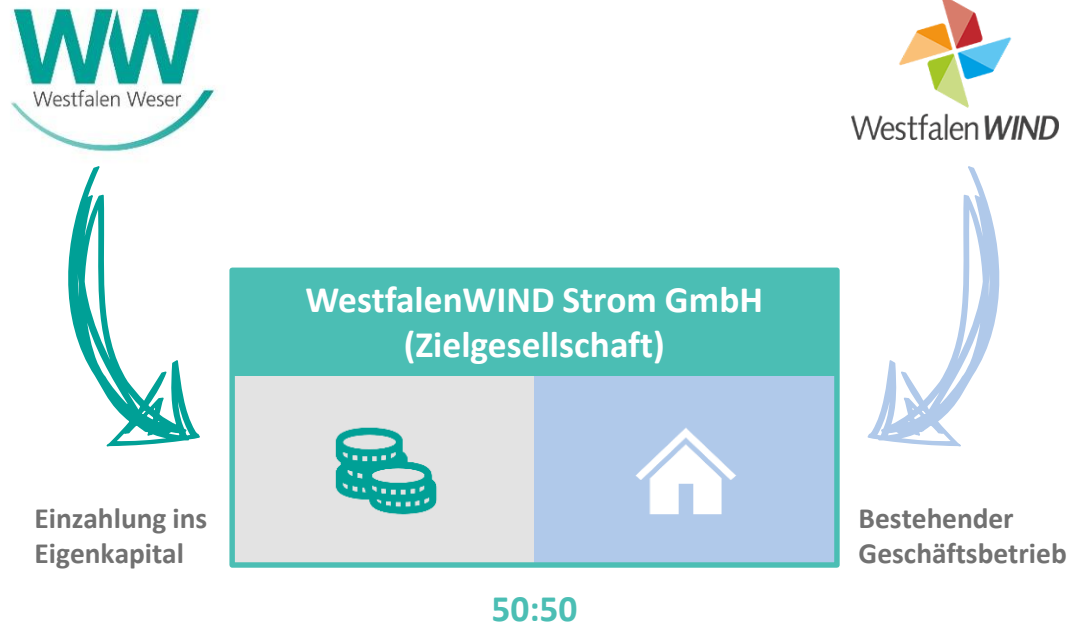 WW
Westfalen Weser
WestfalenWIND
WestfalenWIND Strom GmbH
(Zielgesellschaft)
Einzahlung ins
Eigenkapital
Bestehender
Geschäftsbetrieb
50:50